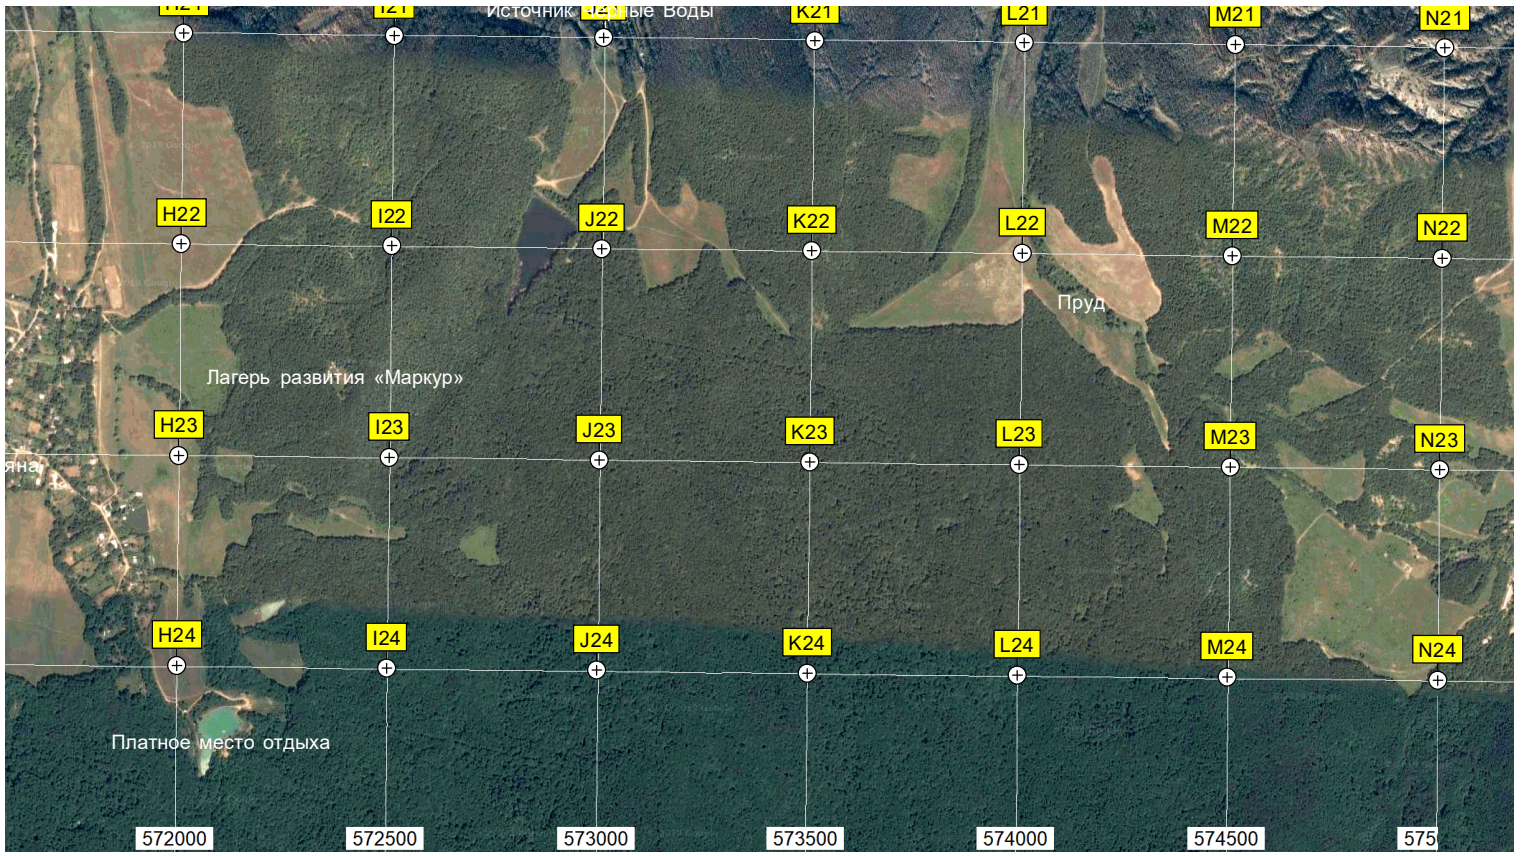 Источник Черные Воды
H21 I21 K21 L21 M21 N21
H22 I22 J22 K22 L22 M22 N22
Пруд
Лагерь развития «Маркур»
H23 I23 J23 K23 L23 M23 N23
яна
H24 I24 J24 K24 L24 M24 N24
Платное место отдыха
572000 572500 573000 573500 574000 574500 575